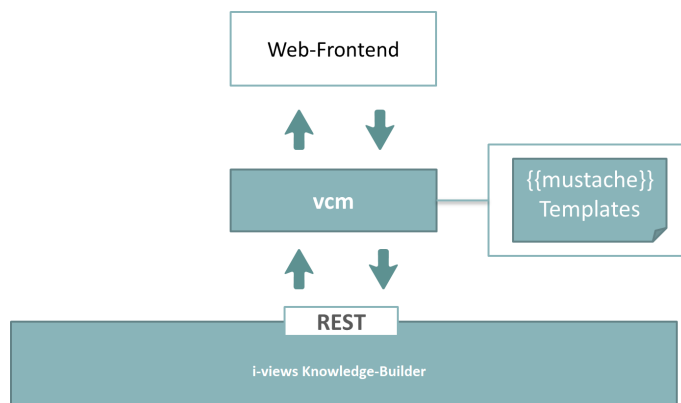 Web-Frontend
vcm
{{mustache}}
Templates
REST
i-views Knowledge-Builder